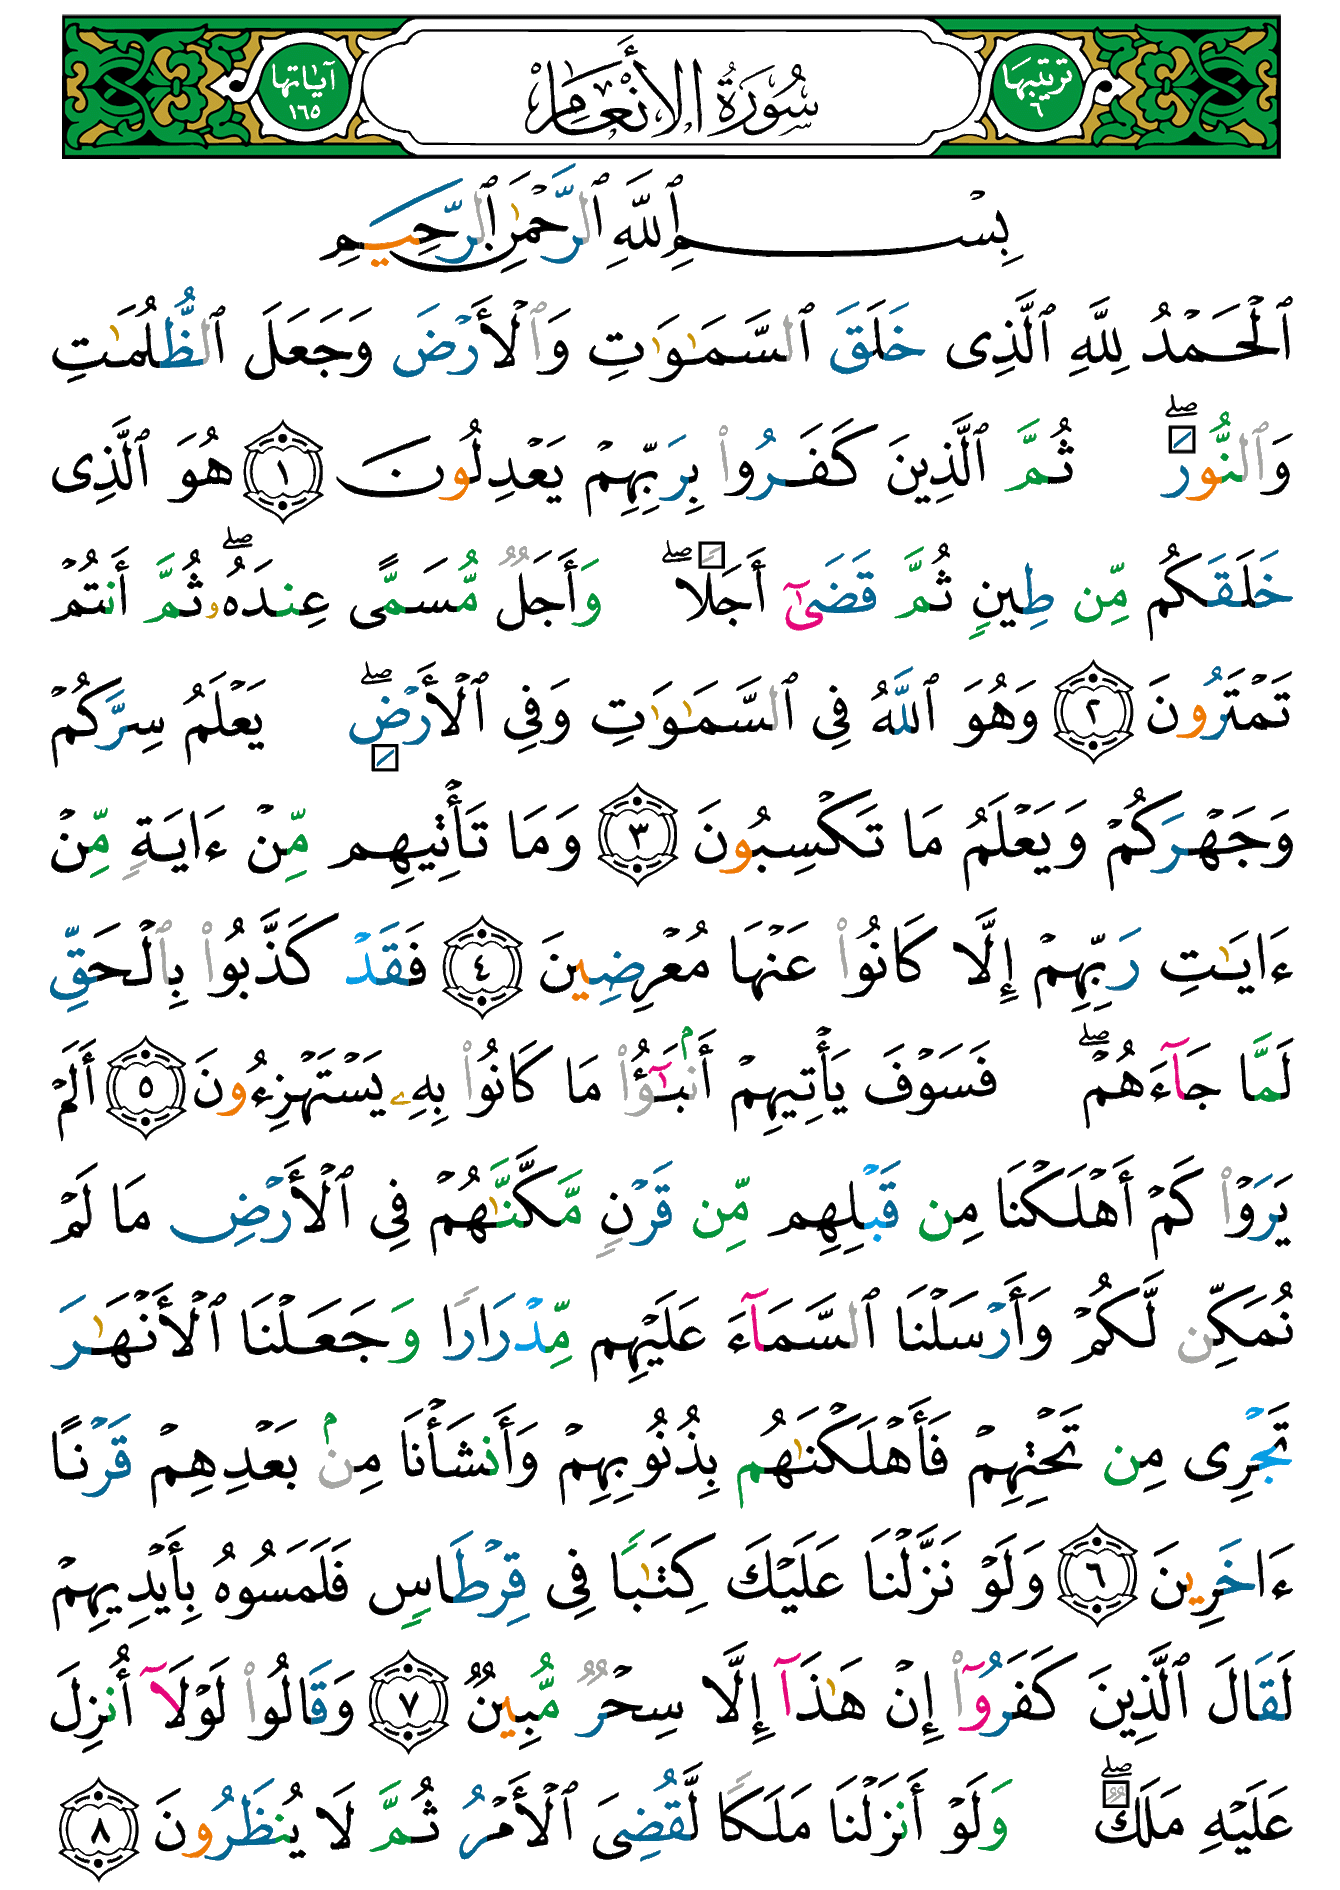 ترتيبها ٦ سُورَةُ الأَنْعَامِ آياتها ١٦٥
بِسْمِ ٱللَّهِ ٱلرَّحْمَٰنِ ٱلرَّحِيمِ
ٱلْحَمْدُ لِلَّهِ ٱلَّذِى خَلَقَ ٱلسَّمَٰوَٰتِ وَٱلْأَرْضَ وَجَعَلَ ٱلظُّلُمَٰتِ
وَٱلنُّورَ ۖ ثُمَّ ٱلَّذِينَ كَفَرُوا۟ بِرَبِّهِمْ يَعْدِلُونَ ١ هُوَ ٱلَّذِى
خَلَقَكُم مِّن طِينٍ ثُمَّ قَضَىٰٓ أَجَلًا ۖ وَأَجَلٌ مُّسَمًّى عِندَهُۥ ۖ ثُمَّ أَنتُمْ
تَمْتَرُونَ ٢ وَهُوَ ٱللَّهُ فِى ٱلسَّمَٰوَٰتِ وَفِى ٱلْأَرْضِ ۖ يَعْلَمُ سِرَّكُمْ
وَجَهْرَكُمْ وَيَعْلَمُ مَا تَكْسِبُونَ ٣ وَمَا تَأْتِيهِم مِّنْ ءَايَةٍ مِّنْ
ءَايَٰتِ رَبِّهِمْ إِلَّا كَانُوا۟ عَنْهَا مُعْرِضِينَ ٤ فَقَدْ كَذَّبُوا۟ بِٱلْحَقِّ
لَمَّا جَآءَهُمْ ۖ فَسَوْفَ يَأْتِيهِمْ أَنۢبَٰٓؤُا۟ مَا كَانُوا۟ بِهِۦ يَسْتَهْزِءُونَ ٥ أَلَمْ
يَرَوْا۟ كَمْ أَهْلَكْنَا مِن قَبْلِهِم مِّن قَرْنٍ مَّكَّنَّٰهُمْ فِى ٱلْأَرْضِ مَا لَمْ
نُمَكِّن لَّكُمْ وَأَرْسَلْنَا ٱلسَّمَآءَ عَلَيْهِم مِّدْرَارًا وَجَعَلْنَا ٱلْأَنْهَٰرَ
تَجْرِى مِن تَحْتِهِمْ فَأَهْلَكْنَٰهُم بِذُنُوبِهِمْ وَأَنشَأْنَا مِنۢ بَعْدِهِمْ قَرْنًا
ءَاخَرِينَ ٦ وَلَوْ نَزَّلْنَا عَلَيْكَ كِتَٰبًا فِى قِرْطَاسٍ فَلَمَسُوهُ بِأَيْدِيهِمْ
لَقَالَ ٱلَّذِينَ كَفَرُوٓا۟ إِنْ هَٰذَآ إِلَّا سِحْرٌ مُّبِينٌ ٧ وَقَالُوا۟ لَوْلَآ أُنزِلَ
عَلَيْهِ مَلَكٌ ۖ وَلَوْ أَنزَلْنَا مَلَكًا لَّقُضِىَ ٱلْأَمْرُ ثُمَّ لَا يُنظَرُونَ ٨